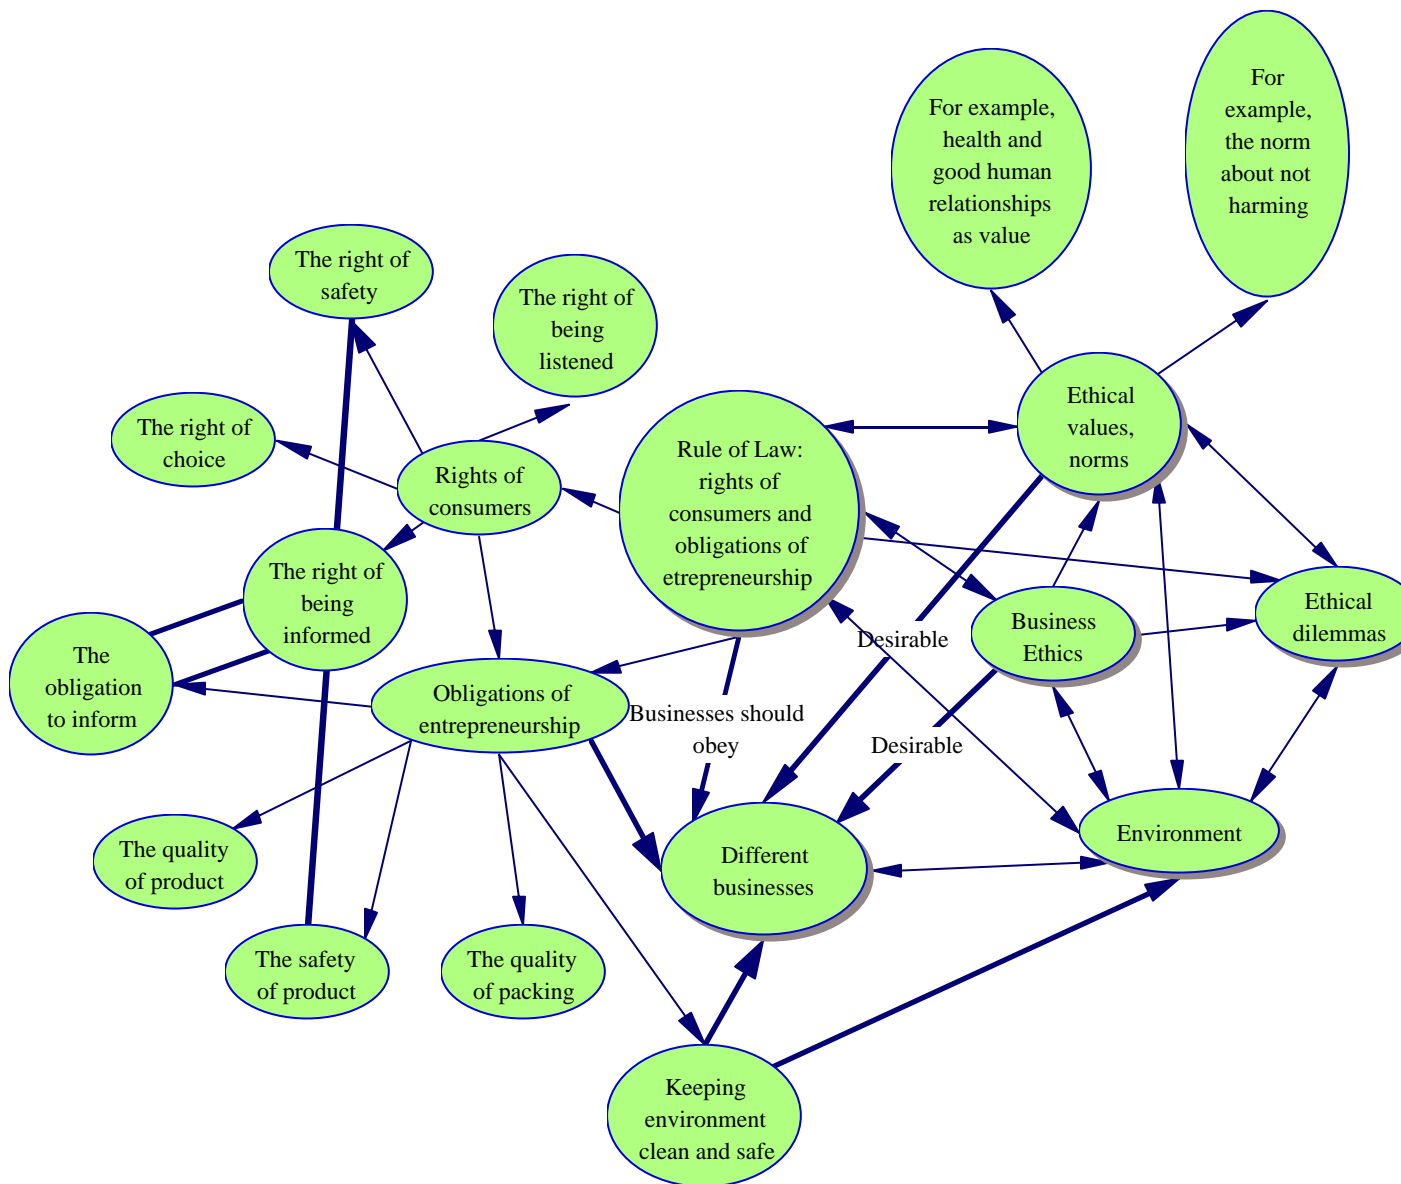 For
example,
the norm
about not
harming
For example,
health and
good human
relationships
as value
The right of
safety
The right of
being
listened
The right of
choice
Rights of
consumers
Rule of Law:
rights of
consumers and
obligations of
etrepreneurship
Ethical
values,
norms
The right of
being
informed
Business
Ethics
Ethical
dilemmas
The
obligation
to inform
Obligations of
entrepreneurship
Desirable
Businesses should
obey
Desirable
The quality
of product
Different
businesses
Environment
The safety
of product
The quality
of packing
Keeping
environment
clean and safe